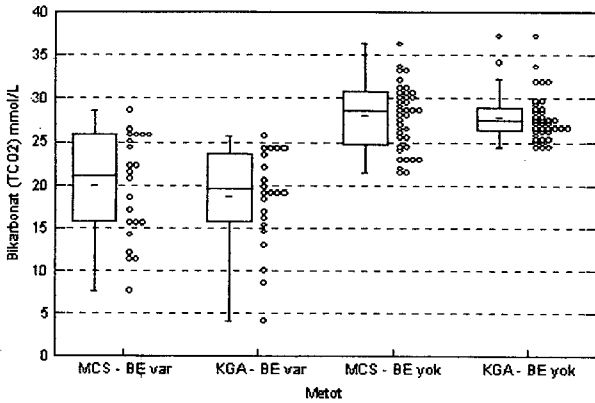 Bikarbonat (TCO2) mmol/L
40
35
30
25
20
15
10
5
0
MCS - BE var
KGA - BE var
MCS - BE yok
KGA - BE yok
Metot